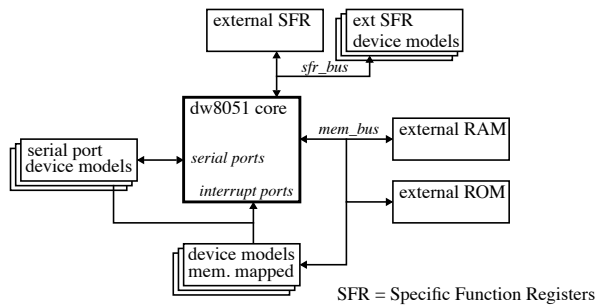 external SFR
ext SFR
device models
sfr_bus
dw8051 core
mem_bus
external RAM
serial port
device models
serial ports
interrupt ports
external ROM
device models
mem. mapped
SFR = Specific Function Registers